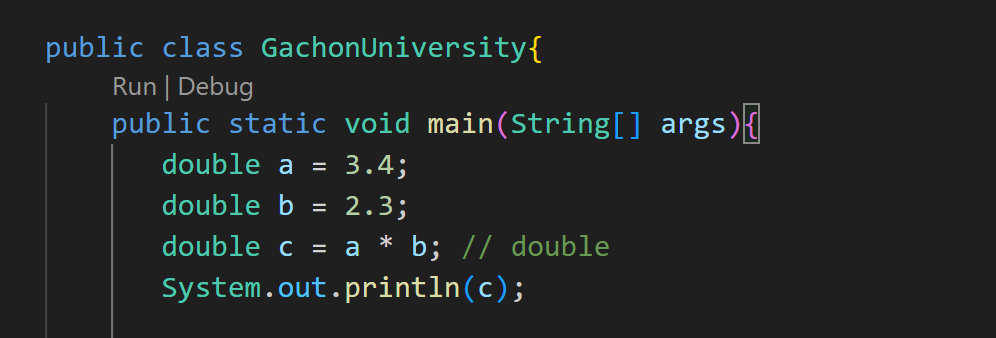 public class GachonUniversity{
Run | Debug
public static void main(String[] args){
double a = 3.4;
double b = 2.3;
double c = a * b; // double
System.out.println(c);